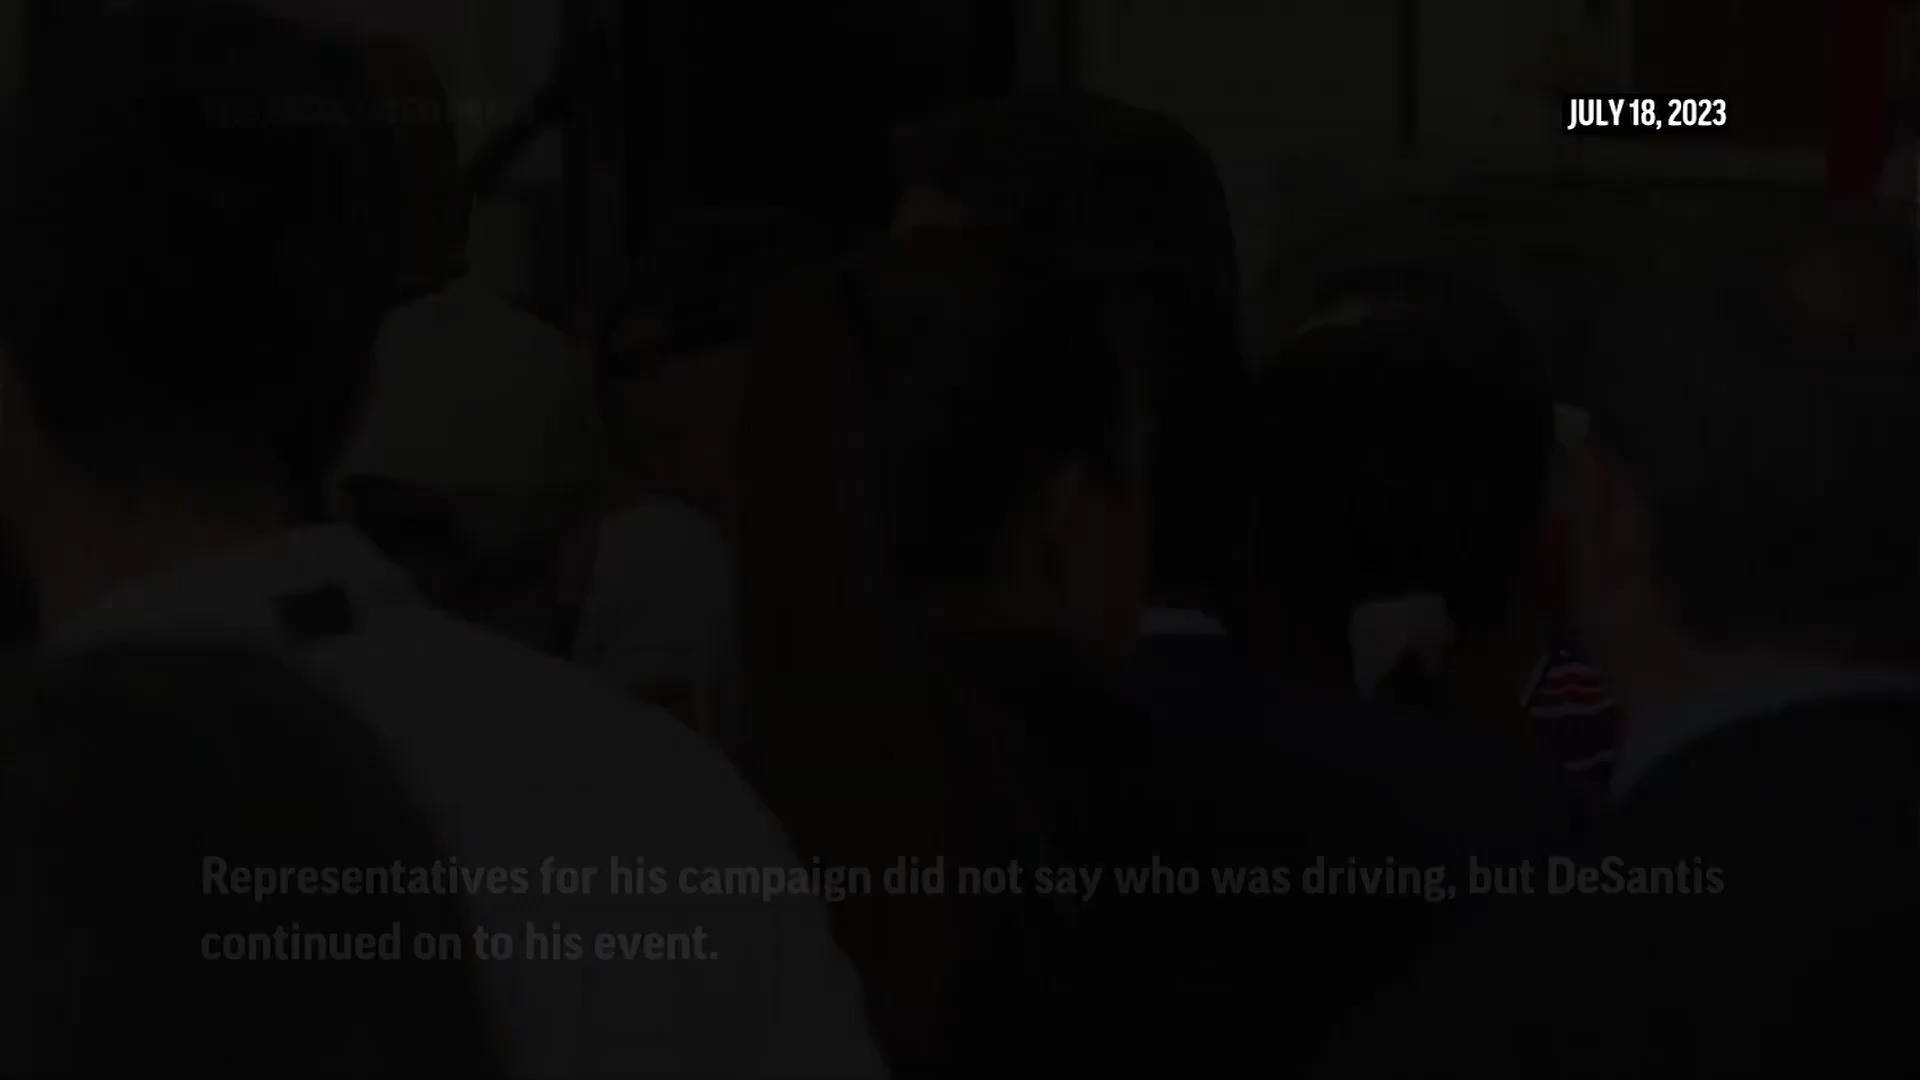 JULY 18, 2023
Representatives for his campaign did not say who was driving, but DeSantis
continued on to his event.